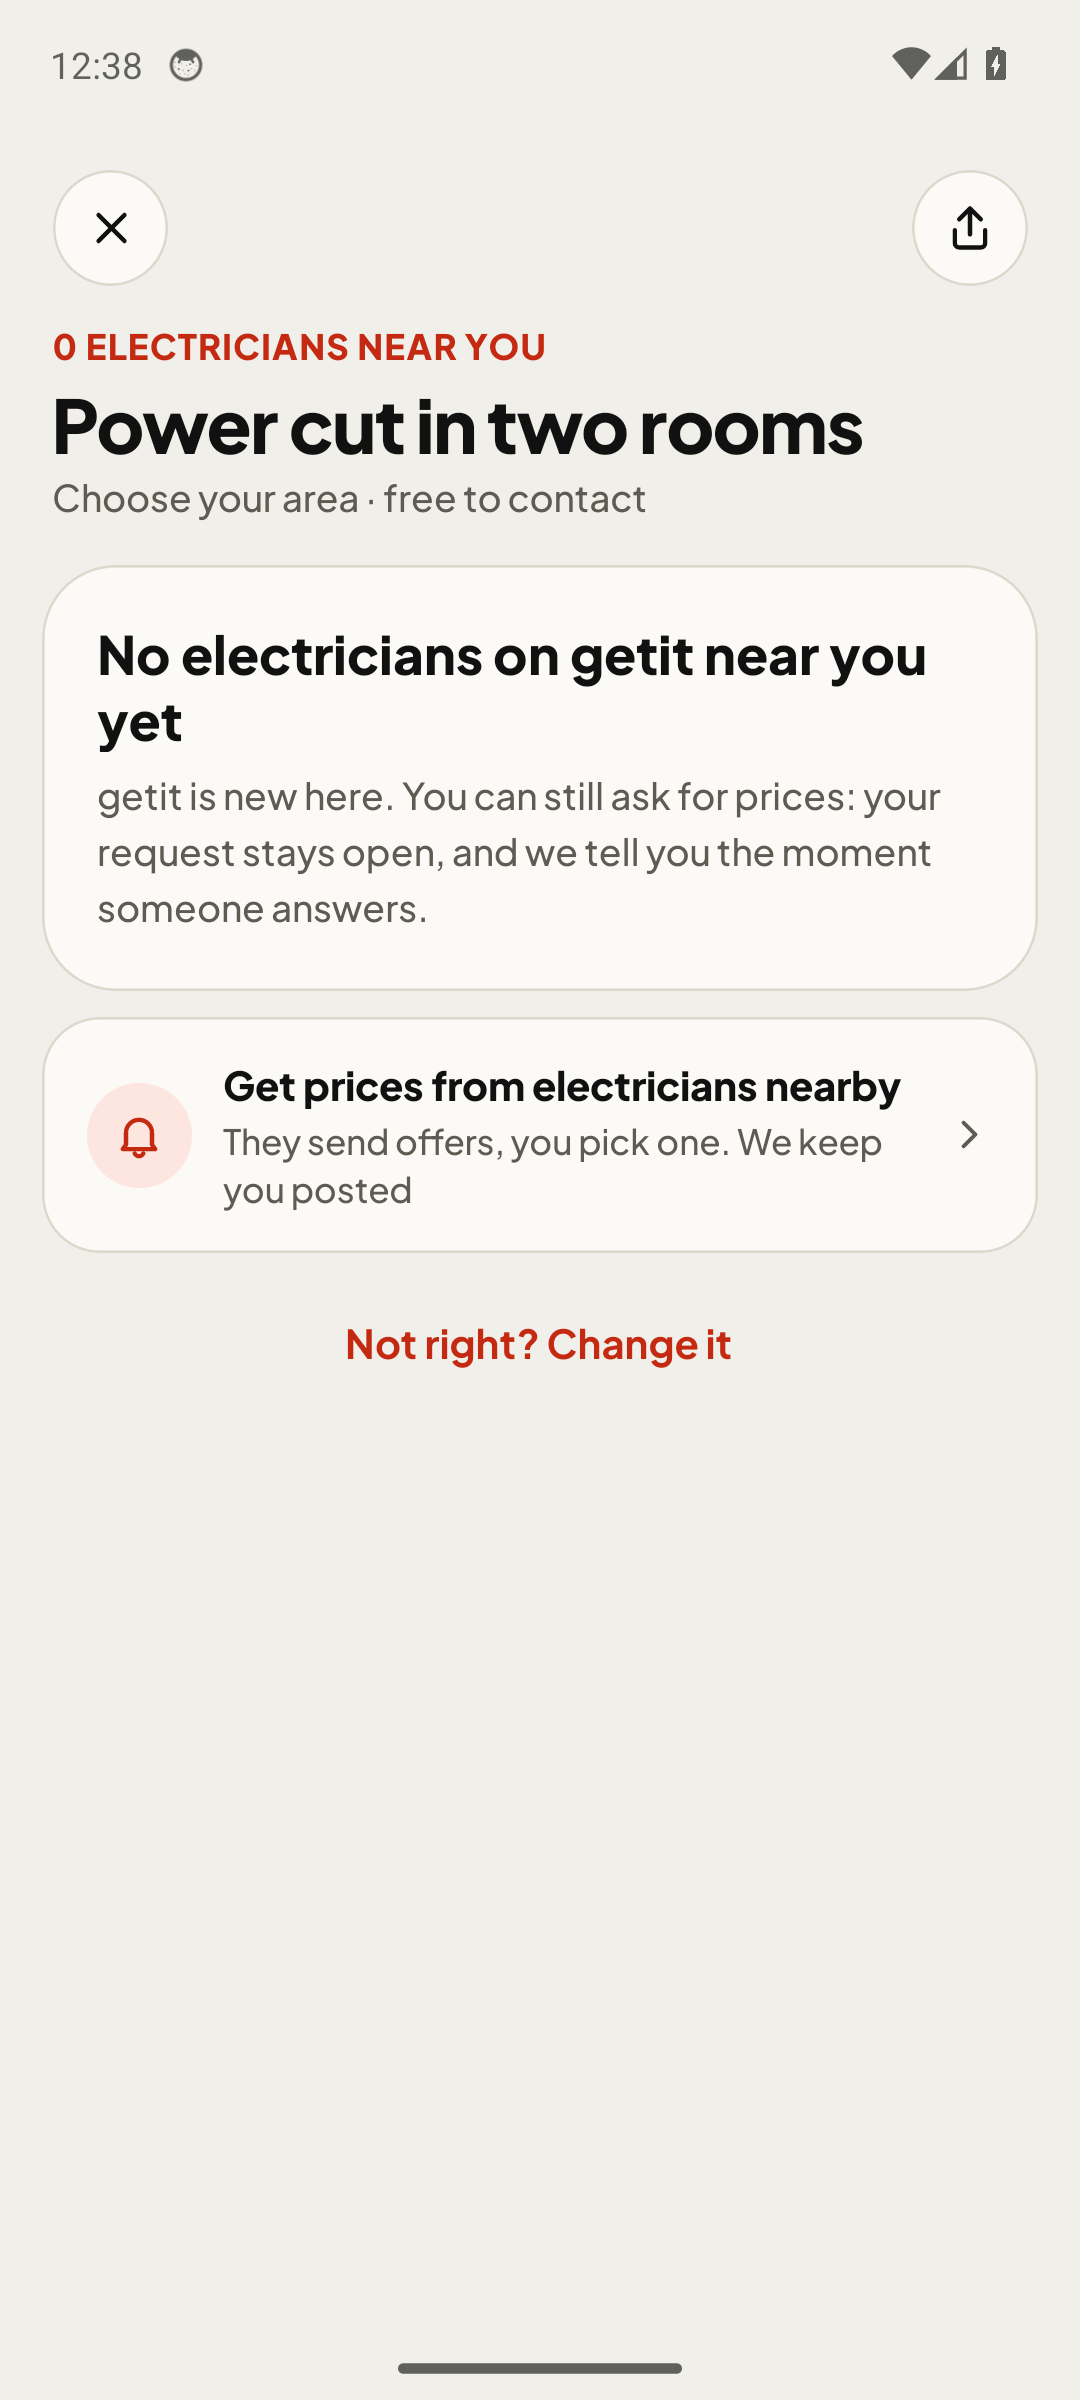 12:38
0 ELECTRICIANS NEAR YOU
Power cut in two rooms
Choose your area · free to contact
No electricians on getit near you
yet
getit is new here. You can still ask for prices: your
request stays open, and we tell you the moment
someone answers.
Get prices from electricians nearby
They send offers, you pick one. We keep
you posted
Not right? Change it